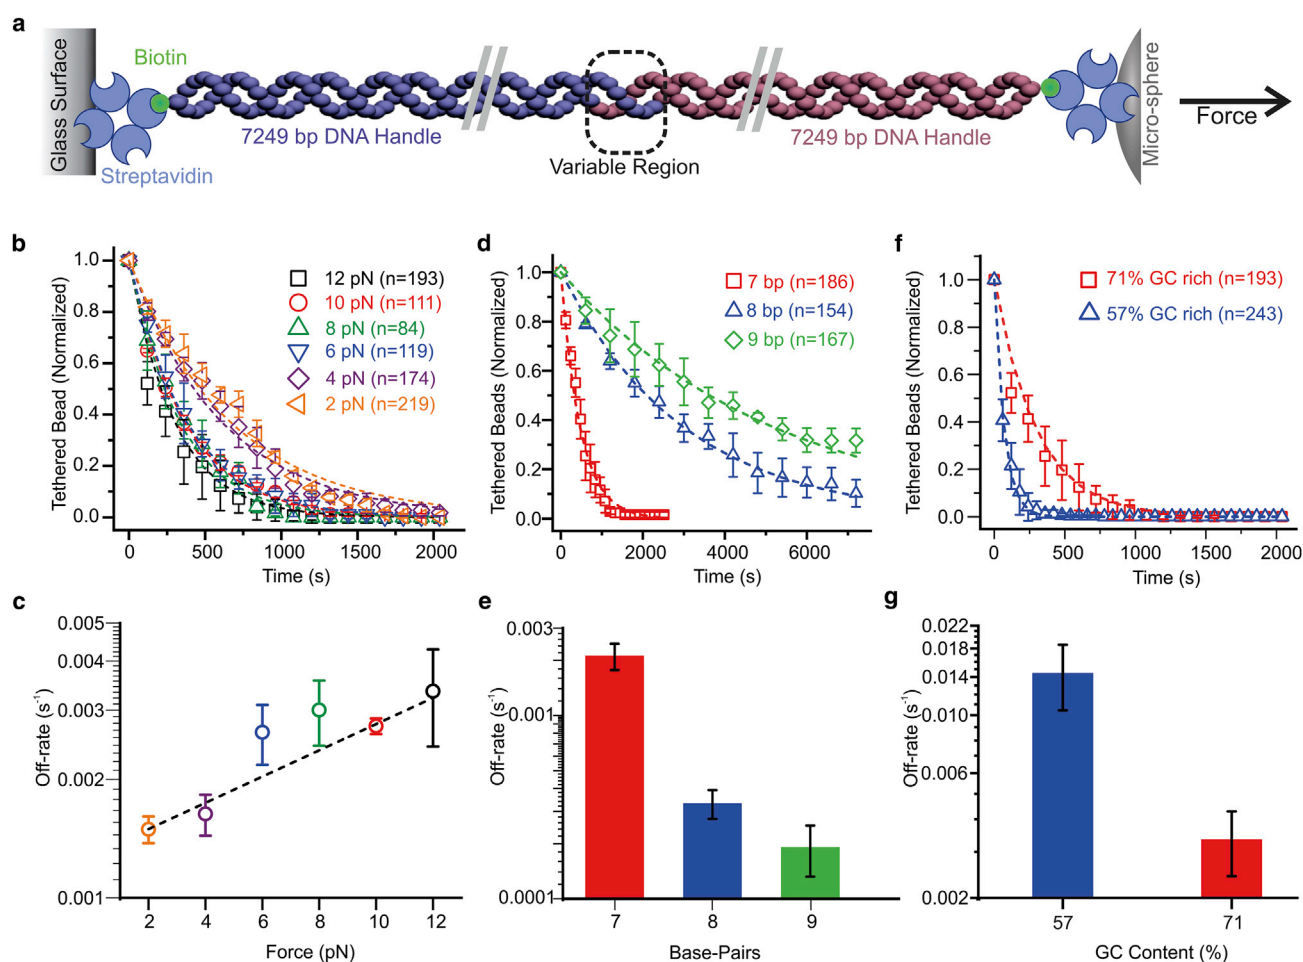 a
Glass Surface
Biotin
Streptavidin
7249 bp DNA Handle
Variable Region
7249 bp DNA Handle
Micro-sphere
Force
b
Tethered Bead (Normalized)
1.0
0.8
0.6
0.4
0.2
0.0
12 pN (n=193)
10 pN (n=111)
8 pN (n=84)
6 pN (n=119)
4 pN (n=174)
2 pN (n=219)
0 500 1000 1500 2000
Time (s)
d
Tethered Beads (Normalized)
1.0
0.8
0.6
0.4
0.2
0.0
7 bp (n=186)
8 bp (n=154)
9 bp (n=167)
0 2000 4000 6000
Time (s)
f
Tethered Beads (Normalized)
1.0
0.8
0.6
0.4
0.2
0.0
71% GC rich (n=193)
57% GC rich (n=243)
0 500 1000 1500 2000
Time (s)
c
Off-rate (s⁻¹)
0.005
0.004
0.003
0.002
0.001
2 4 6 8 10 12
Force (pN)
e
Off-rate (s⁻¹)
0.003
0.001
0.0001
7 8 9
Base-Pairs
g
Off-rate (s⁻¹)
0.022
0.018
0.014
0.010
0.006
0.002
57 71
GC Content (%)